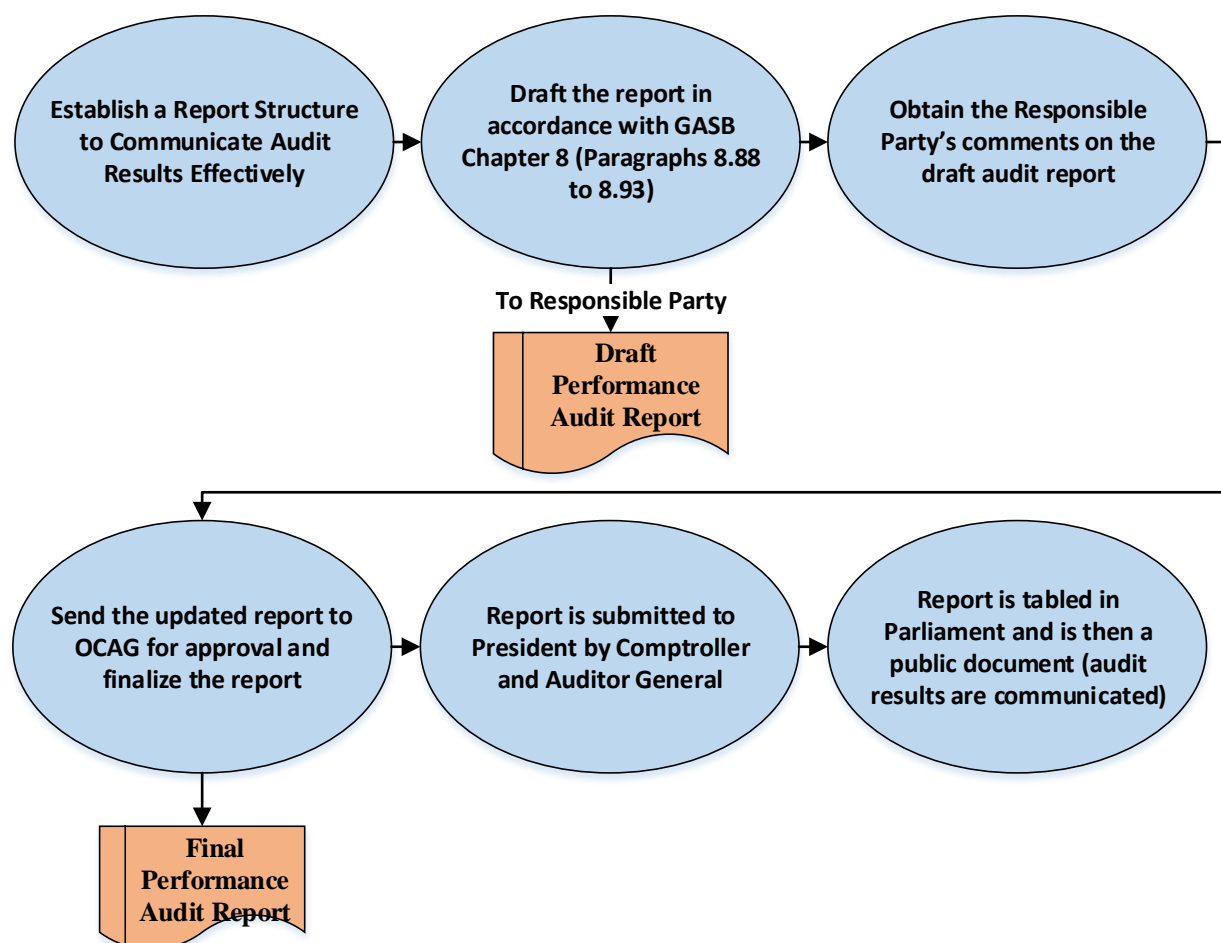 Establish a Report Structure
to Communicate Audit
Results Effectively
Draft the report in
accordance with GASB
Chapter 8 (Paragraphs 8.88
to 8.93)
Obtain the Responsible
Party’s comments on the
draft audit report
To Responsible Party
Draft
Performance
Audit Report
Send the updated report to
OCAG for approval and
finalize the report
Report is submitted to
President by Comptroller
and Auditor General
Report is tabled in
Parliament and is then a
public document (audit
results are communicated)
Final
Performance
Audit Report